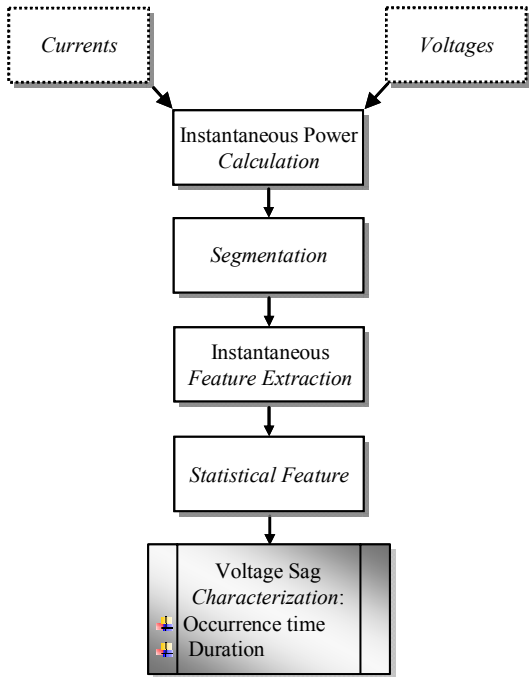 Currents
Voltages
Instantaneous Power
Calculation
Segmentation
Instantaneous
Feature Extraction
Statistical Feature
Voltage Sag
Characterization:
Occurrence time
Duration